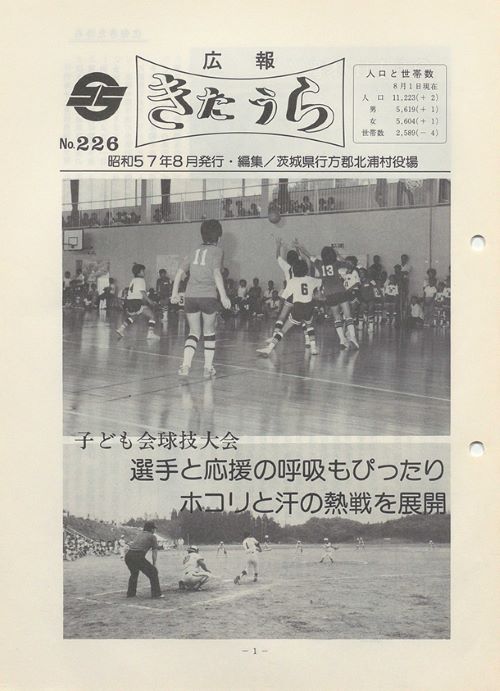 広報
きたうら
No.226
人口と世帯数
8月1日現在
人口 11,223(+2)
男 5,619(+1)
女 5,604(+1)
世帯数 2,589(-4)
昭和57年8月発行・編集/茨城県行方郡北浦村役場
11
13
6
子ども会球技大会
選手と応援の呼吸もぴったり
ホコリと汗の熱戦を展開
－1－